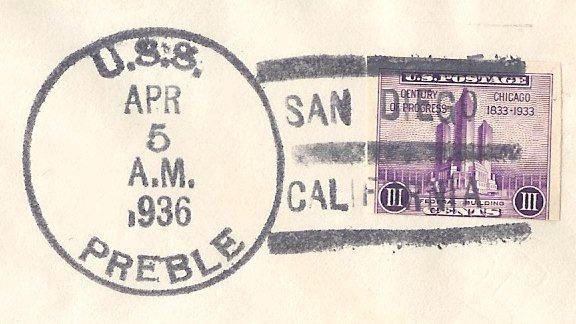 U.S.S.
APR
5
A.M.
1936
PREBLE
SAN DIEGO
CALIFORNIA
U.S. POSTAGE
CENTURY OF PROGRESS
CHICAGO 1833-1933
III
III
FEDERAL BUILDING
CENTS